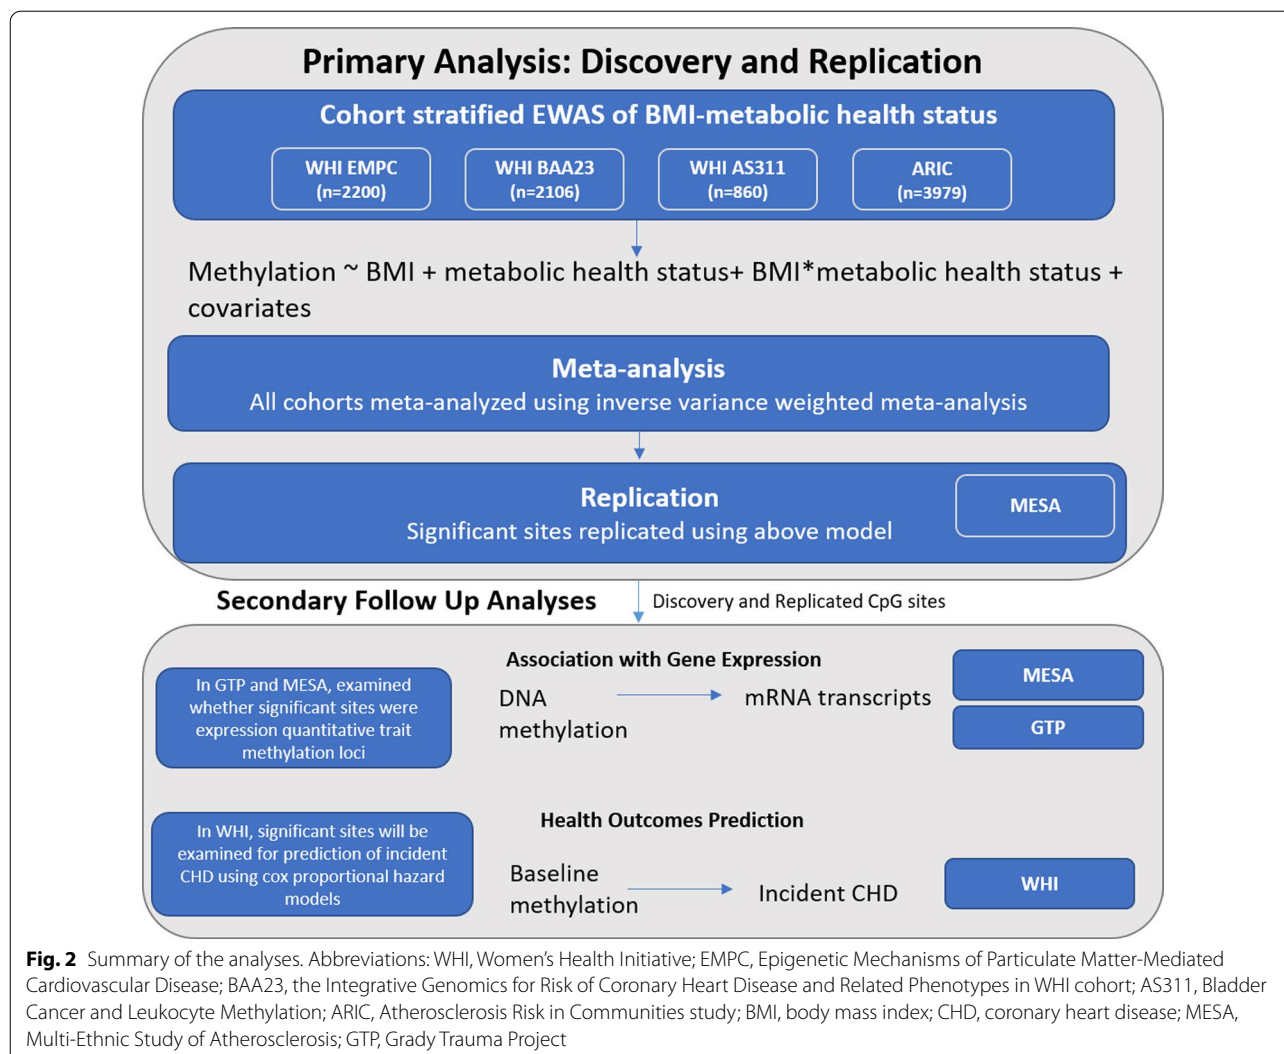 Primary Analysis: Discovery and Replication
Cohort stratified EWAS of BMI-metabolic health status
WHI EMPC
(n=2200)
WHI BAA23
(n=2106)
WHI AS311
(n=860)
ARIC
(n=3979)
Methylation ~ BMI + metabolic health status+ BMI*metabolic health status +
covariates
Meta-analysis
All cohorts meta-analyzed using inverse variance weighted meta-analysis
Replication
Significant sites replicated using above model
MESA
Secondary Follow Up Analyses
Discovery and Replicated CpG sites
In GTP and MESA, examined
whether significant sites were
expression quantitative trait
methylation loci
Association with Gene Expression
DNA
methylation
mRNA transcripts
MESA
GTP
In WHI, significant sites will be
examined for prediction of incident
CHD using cox proportional hazard
models
Health Outcomes Prediction
Baseline
methylation
Incident CHD
WHI
Fig. 2 Summary of the analyses. Abbreviations: WHI, Women’s Health Initiative; EMPC, Epigenetic Mechanisms of Particulate Matter-Mediated
Cardiovascular Disease; BAA23, the Integrative Genomics for Risk of Coronary Heart Disease and Related Phenotypes in WHI cohort; AS311, Bladder
Cancer and Leukocyte Methylation; ARIC, Atherosclerosis Risk in Communities study; BMI, body mass index; CHD, coronary heart disease; MESA,
Multi-Ethnic Study of Atherosclerosis; GTP, Grady Trauma Project